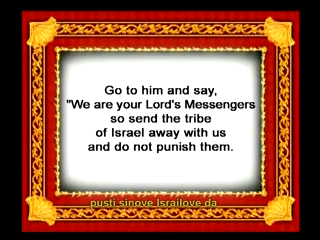 Go to him and say,
"We are your Lord's Messengers
so send the tribe
of Israel away with us
and do not punish them.
pusti sinove Israilove da